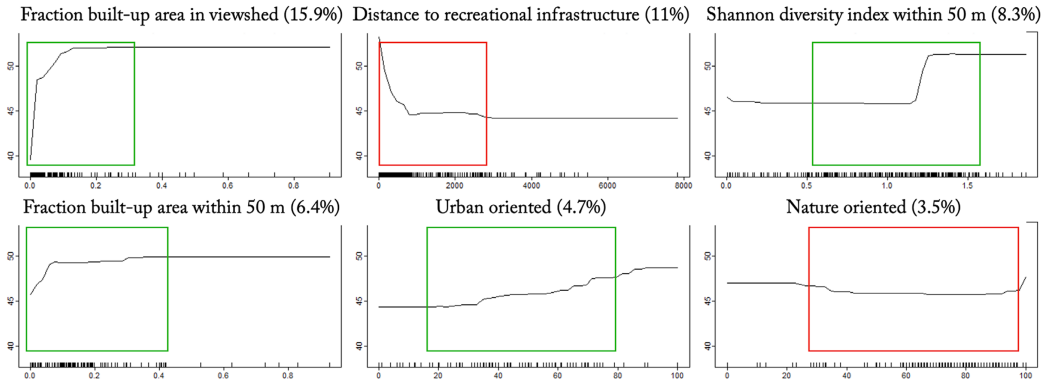 Fraction built-up area in viewshed (15.9%)
Distance to recreational infrastructure (11%)
Shannon diversity index within 50 m (8.3%)
50
45
40
0.0 0.2 0.4 0.6 0.8
50
45
40
0 2000 4000 6000 8000
50
45
40
0.0 0.5 1.0 1.5
Fraction built-up area within 50 m (6.4%)
Urban oriented (4.7%)
Nature oriented (3.5%)
50
45
40
0.0 0.2 0.4 0.6 0.8
50
45
40
0 20 40 60 80 100
50
45
40
0 20 40 60 80 100